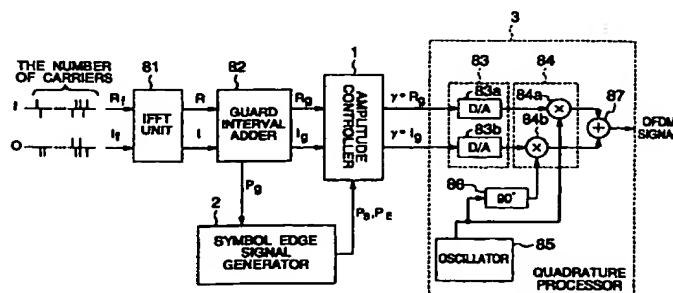 3
THE NUMBER
OF CARRIERS
81
82
1
83
84
I
Rf
R
Rg
γ = Rg
83a
84a
87
IFFT
UNIT
GUARD
INTERVAL
ADDER
AMPLITUDE
CONTROLLER
D/A
×
+
OFDM
SIGNAL
Q
If
I
Ig
γ = Ig
83b
84b
D/A
×
Pg
86
90°
2
PS, PE
SYMBOL EDGE
SIGNAL
GENERATOR
OSCILLATOR
85
QUADRATURE
PROCESSOR